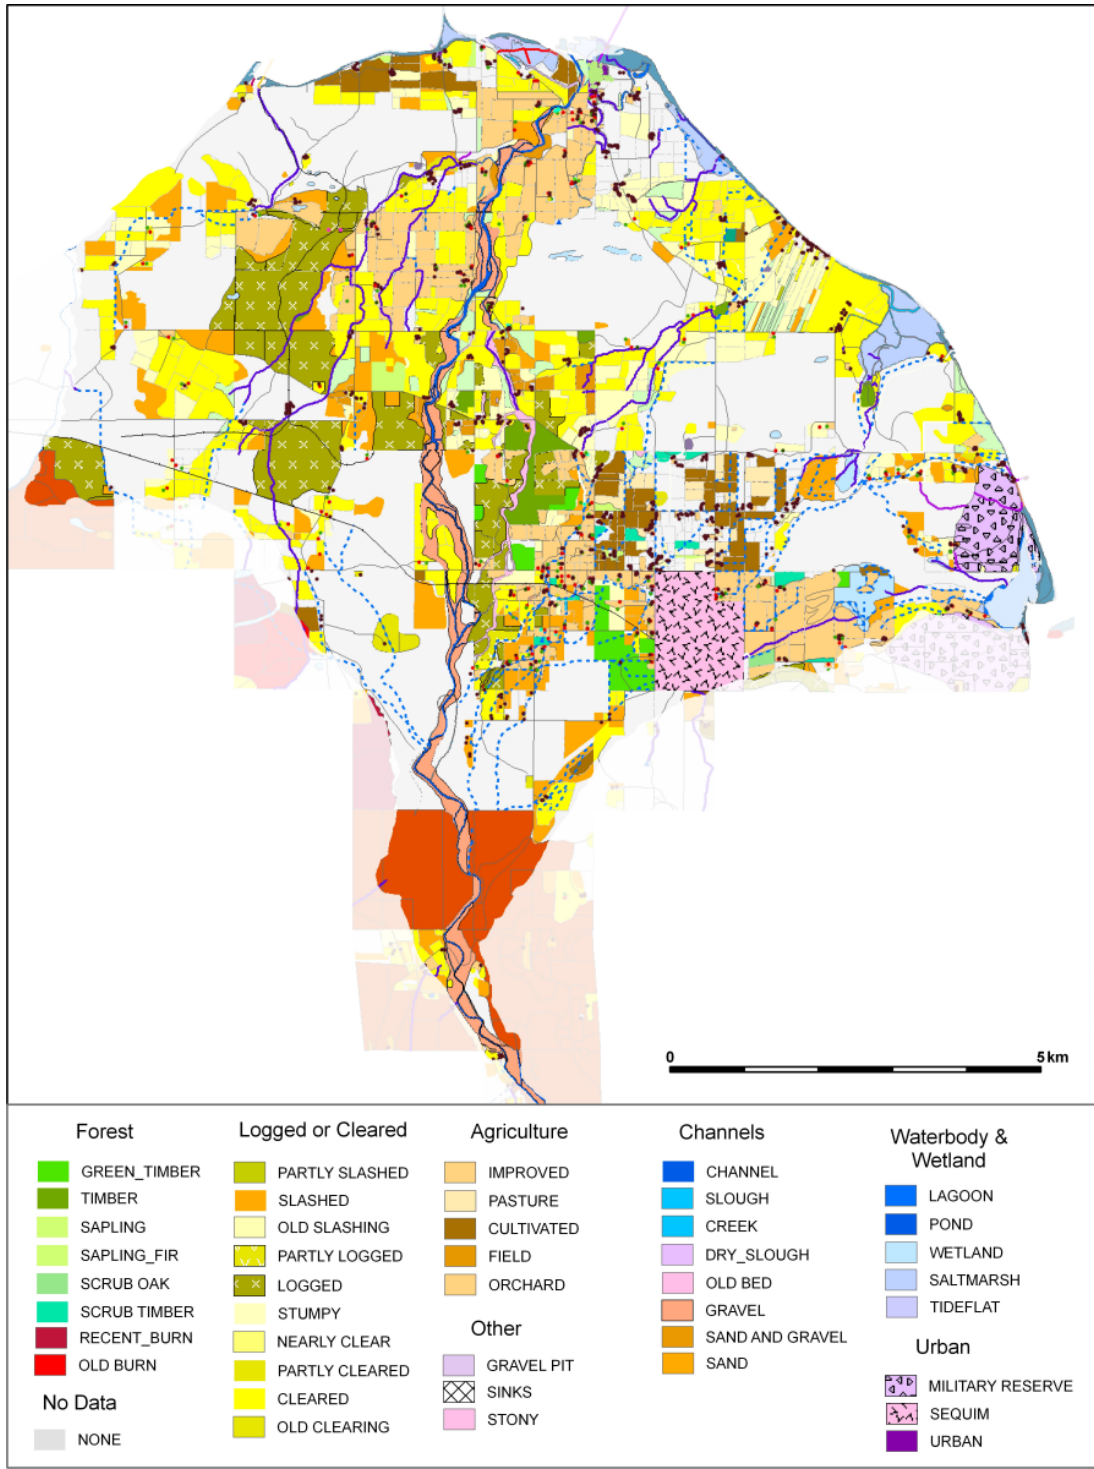 0 5 km
Forest
GREEN_TIMBER
TIMBER
SAPLING
SAPLING_FIR
SCRUB OAK
SCRUB TIMBER
RECENT_BURN
OLD BURN
No Data
NONE
Logged or Cleared
PARTLY SLASHED
SLASHED
OLD SLASHING
PARTLY LOGGED
LOGGED
STUMPY
NEARLY CLEAR
PARTLY CLEARED
CLEARED
OLD CLEARING
Agriculture
IMPROVED
PASTURE
CULTIVATED
FIELD
ORCHARD
Other
GRAVEL PIT
SINKS
STONY
Channels
CHANNEL
SLOUGH
CREEK
DRY_SLOUGH
OLD BED
GRAVEL
SAND AND GRAVEL
SAND
Waterbody &
Wetland
LAGOON
POND
WETLAND
SALTMARSH
TIDEFLAT
Urban
MILITARY RESERVE
SEQUIM
URBAN